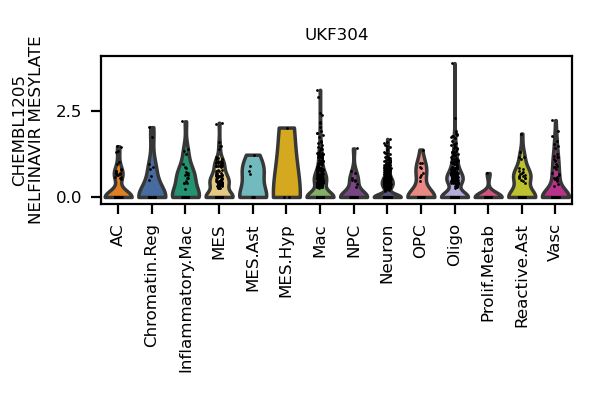 UKF304
CHEMBL1205
NELFINAVIR MESYLATE
2.5
0.0
AC
Chromatin.Reg
Inflammatory.Mac
MES
MES.Ast
MES.Hyp
Mac
NPC
Neuron
OPC
Oligo
Prolif.Metab
Reactive.Ast
Vasc